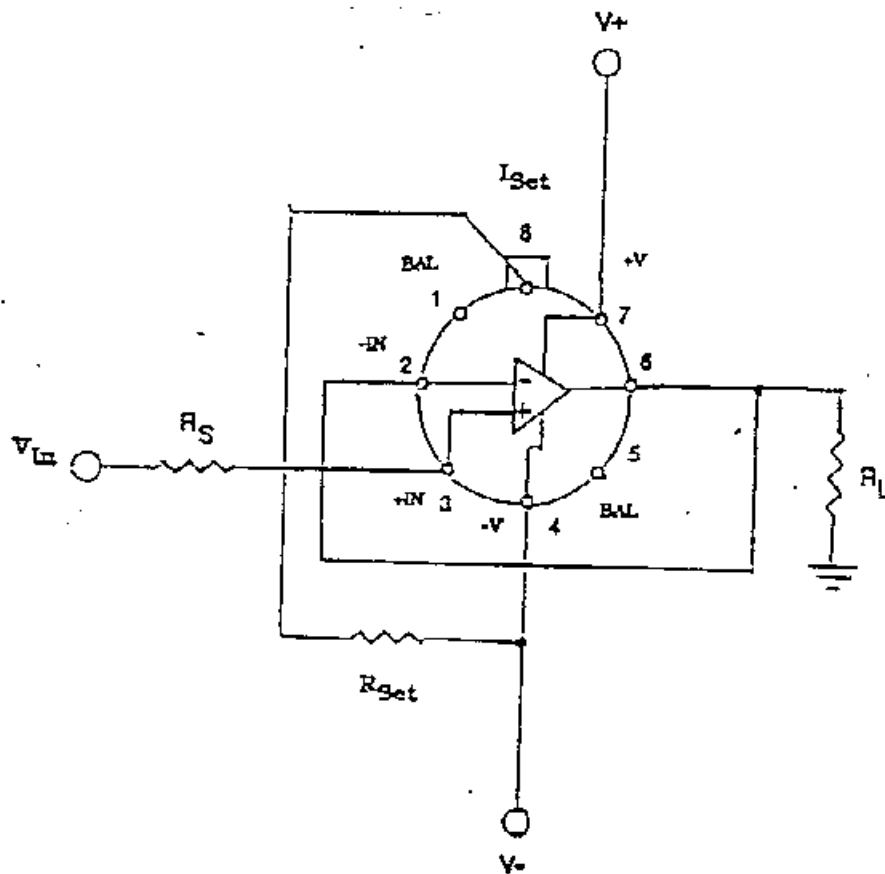 V+
ISet
8
BAL
+V
1
7
-IN
2
6
-
RS
VIn
+
5
RL
+IN
3
-V
4
BAL
RSet
V-